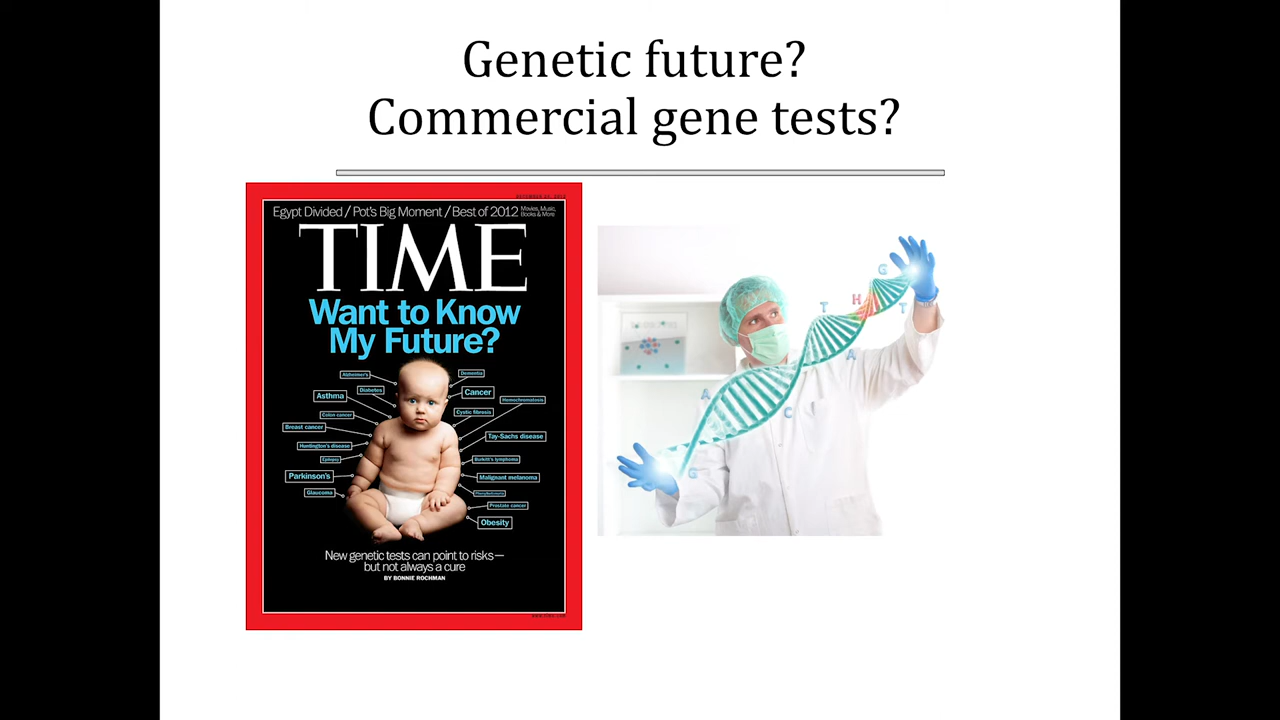 Genetic future?
Commercial gene tests?
Egypt Divided / Pot's Big Moment / Best of 2012 Movies, Music,
Books & More
TIME
Want to Know
My Future?
Alzheimer's
Dementia
Diabetes
Cancer
Asthma
Hemochromatosis
Colon cancer
Cystic fibrosis
Breast cancer
Tay-Sachs disease
Huntington's disease
Epilepsy
Burkitt's lymphoma
Parkinson's
Malignant melanoma
Glaucoma
Prostate cancer
Obesity
New genetic tests can point to risks—
but not always a cure
BY BONNIE ROCHMAN
G
T
H
T
A
A
C
G